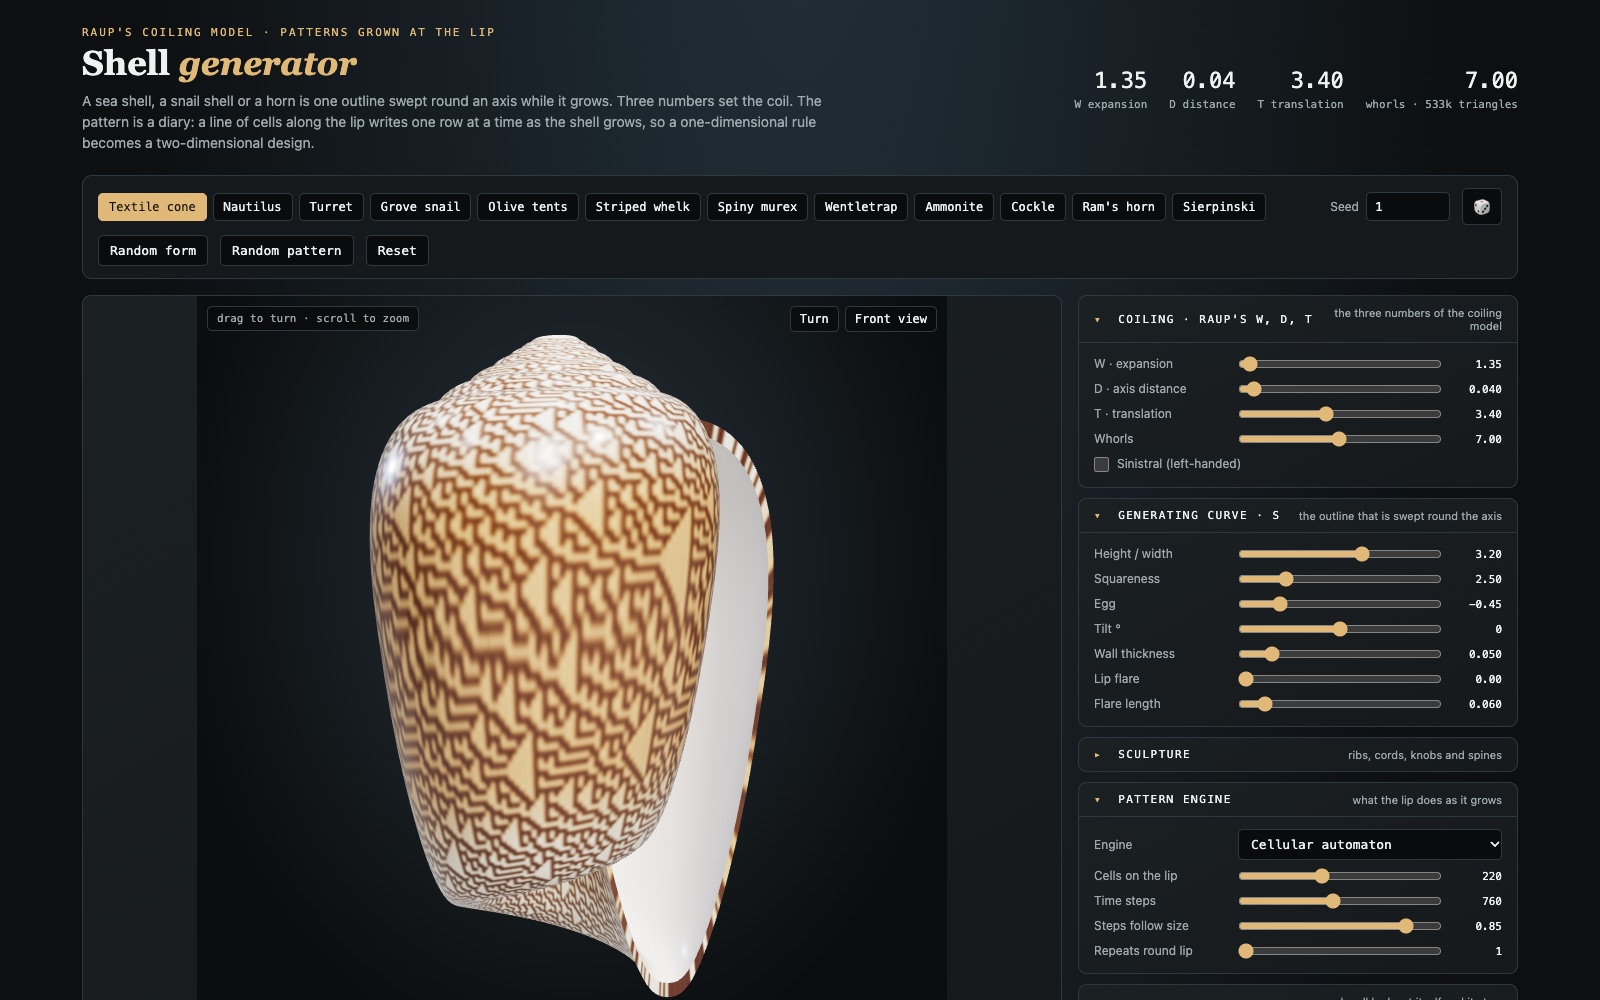 RAUP'S COILING MODEL · PATTERNS GROWN AT THE LIP
Shell generator
A sea shell, a snail shell or a horn is one outline swept round an axis while it grows. Three numbers set the coil. The
pattern is a diary: a line of cells along the lip writes one row at a time as the shell grows, so a one-dimensional rule
becomes a two-dimensional design.
1.35 0.04 3.40 7.00
W expansion D distance T translation whorls · 533k triangles
Textile cone Nautilus Turret Grove snail Olive tents Striped whelk Spiny murex Wentletrap Ammonite Cockle Ram's horn Sierpinski Seed 1
Random form Random pattern Reset
drag to turn · scroll to zoom Turn Front view
COILING · RAUP'S W, D, T the three numbers of the coiling
model
W · expansion 1.35
D · axis distance 0.040
T · translation 3.40
Whorls 7.00
Sinistral (left-handed)
GENERATING CURVE · S the outline that is swept round the axis
Height / width 3.20
Squareness 2.50
Egg −0.45
Tilt ° 0
Wall thickness 0.050
Lip flare 0.00
Flare length 0.060
SCULPTURE ribs, cords, knobs and spines
PATTERN ENGINE what the lip does as it grows
Engine Cellular automaton
Cells on the lip 220
Time steps 760
Steps follow size 0.85
Repeats round lip 1